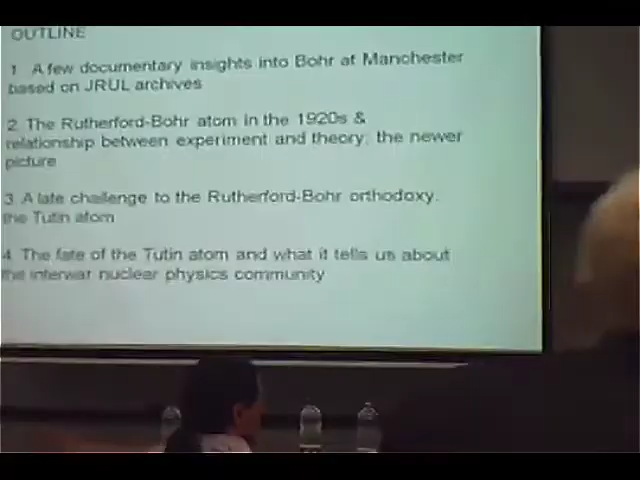 OUTLINE
1 A few documentary insights into Bohr at Manchester
based on JRUL archives
2. The Rutherford-Bohr atom in the 1920s &
relationship between experiment and theory: the newer
picture
3. A late challenge to the Rutherford-Bohr orthodoxy.
the Tutin atom
4. The fate of the Tutin atom and what it tells us about
the interwar nuclear physics community